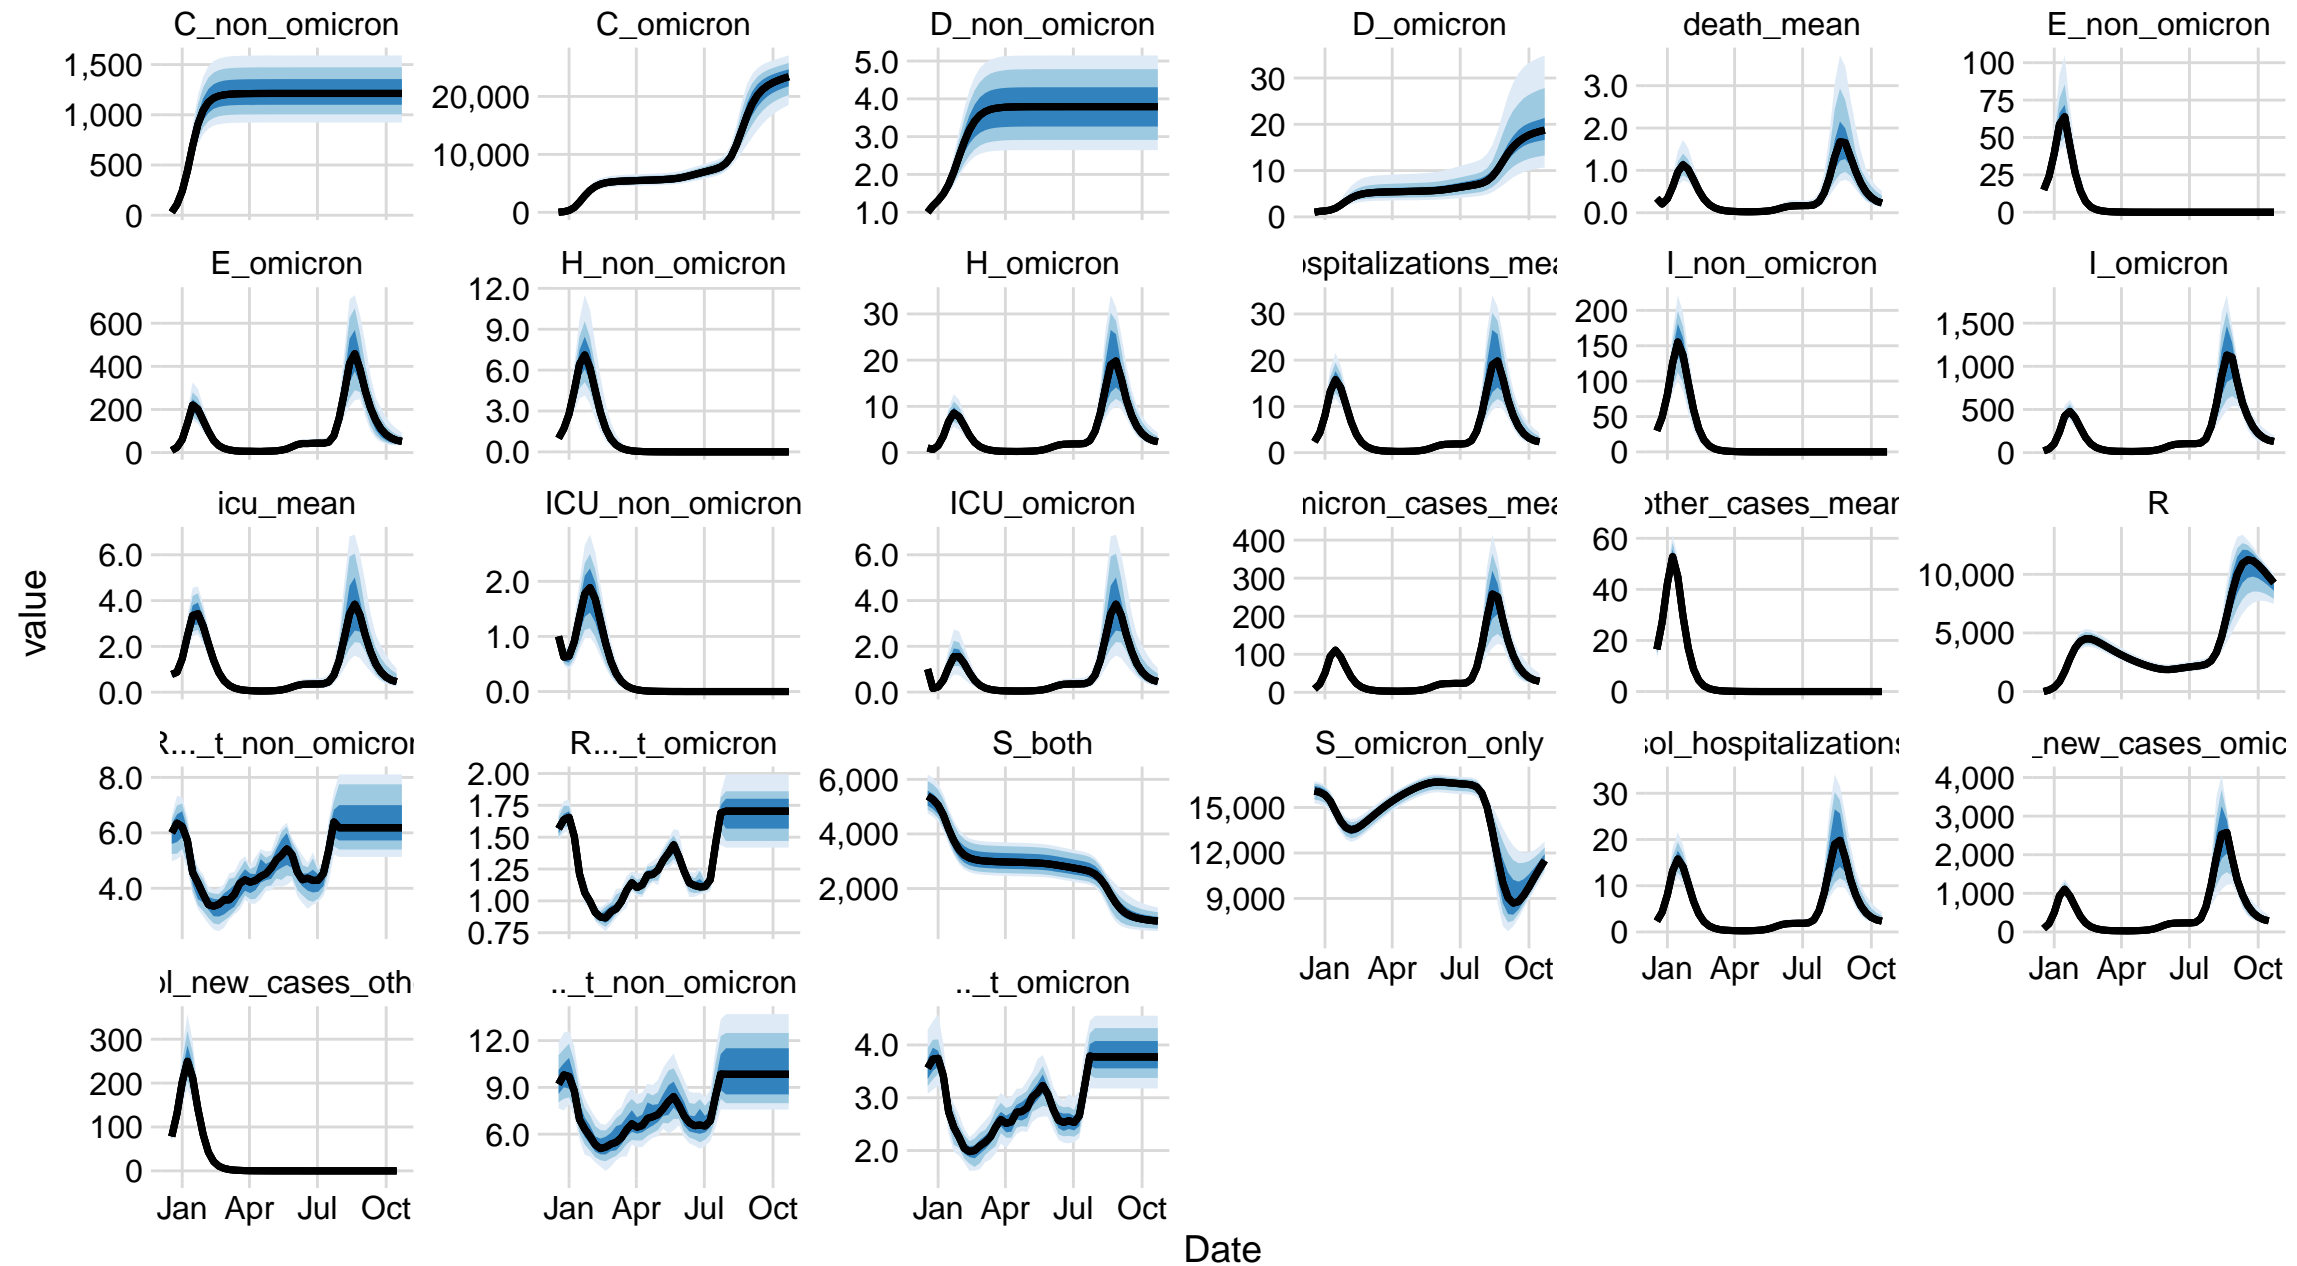 C_non_omicron C_omicron D_non_omicron D_omicron death_mean E_non_omicron
1,500 1,000 500 0
20,000 10,000 0
5.0 4.0 3.0 2.0 1.0
30 20 10 0
3.0 2.0 1.0 0.0
100 75 50 25 0
E_omicron H_non_omicron H_omicron ospitalizations_mea I_non_omicron I_omicron
600 400 200 0
12.0 9.0 6.0 3.0 0.0
30 20 10 0
30 20 10 0
200 150 100 50 0
1,500 1,000 500 0
icu_mean ICU_non_omicron ICU_omicron micron_cases_mea other_cases_mean R
6.0 4.0 2.0 0.0
2.0 1.0 0.0
6.0 4.0 2.0 0.0
400 300 200 100 0
60 40 20 0
10,000 5,000 0
value
R..._t_non_omicron R..._t_omicron S_both S_omicron_only sol_hospitalizations _new_cases_omic
8.0 6.0 4.0
2.00 1.75 1.50 1.25 1.00 0.75
6,000 4,000 2,000
15,000 12,000 9,000
30 20 10 0
4,000 3,000 2,000 1,000 0
Jan Apr Jul Oct Jan Apr Jul Oct Jan Apr Jul Oct
ol_new_cases_oth .._t_non_omicron .._t_omicron
300 200 100 0
12.0 9.0 6.0
4.0 3.0 2.0
Jan Apr Jul Oct Jan Apr Jul Oct Jan Apr Jul Oct
Date